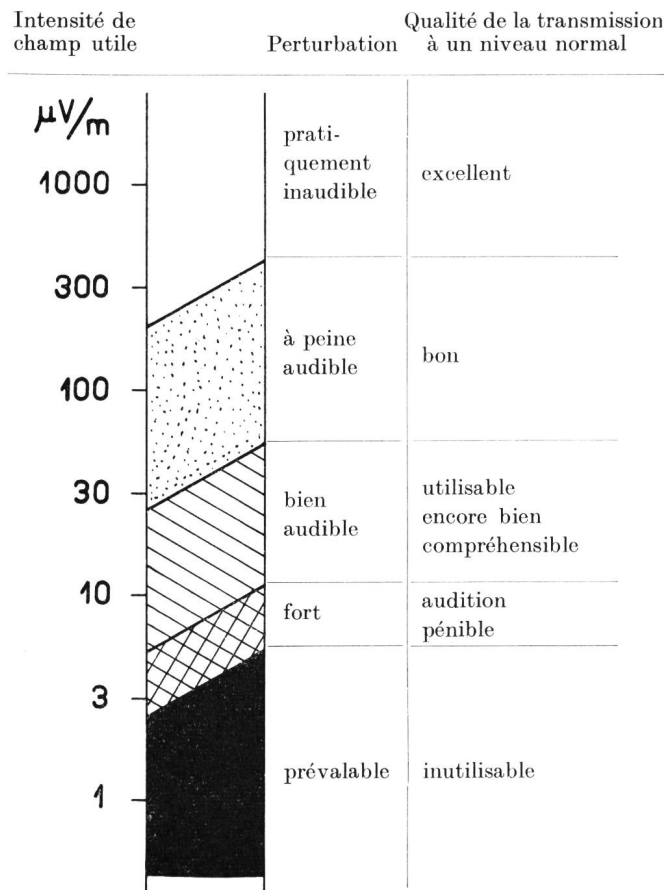 Intensité de
champ utile
Perturbation
Qualité de la transmission
à un niveau normal
µV/m
1000
300
100
30
10
3
1
prati-
quement
inaudible
excellent
à peine
audible
bon
bien
audible
utilisable
encore bien
compréhensible
fort
audition
pénible
prévalable
inutilisable